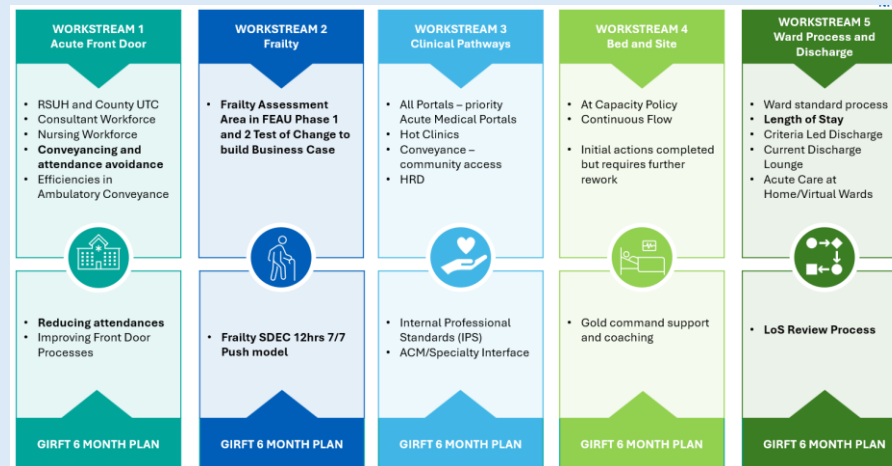 WORKSTREAM 1
Acute Front Door
• RSUH and County UTC
• Consultant Workforce
• Nursing Workforce
• Conveyancing and
attendance avoidance
• Efficiencies in
Ambulatory Conveyance
• Reducing attendances
• Improving Front Door
Processes
GIRFT 6 MONTH PLAN
WORKSTREAM 2
Frailty
• Frailty Assessment
Area in FEAU Phase 1
and 2 Test of Change to
build Business Case
• Frailty SDEC 12hrs 7/7
Push model
GIRFT 6 MONTH PLAN
WORKSTREAM 3
Clinical Pathways
• All Portals – priority
Acute Medical Portals
• Hot Clinics
• Conveyance –
community access
• HRD
• Internal Professional
Standards (IPS)
• ACM/Specialty Interface
GIRFT 6 MONTH PLAN
WORKSTREAM 4
Bed and Site
• At Capacity Policy
• Continuous Flow
• Initial actions completed
but requires further
rework
• Gold command support
and coaching
GIRFT 6 MONTH PLAN
WORKSTREAM 5
Ward Process and
Discharge
• Ward standard process
• Length of Stay
• Criteria Led Discharge
• Current Discharge
Lounge
• Acute Care at
Home/Virtual Wards
• LoS Review Process
GIRFT 6 MONTH PLAN